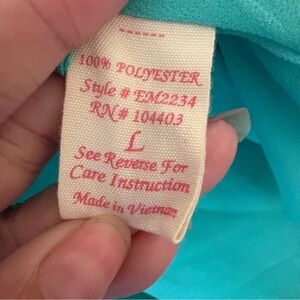 100% POLYESTER
Style # EM2234
RN# 104403
L
See Reverse For
Care Instruction
Made in Vietnam